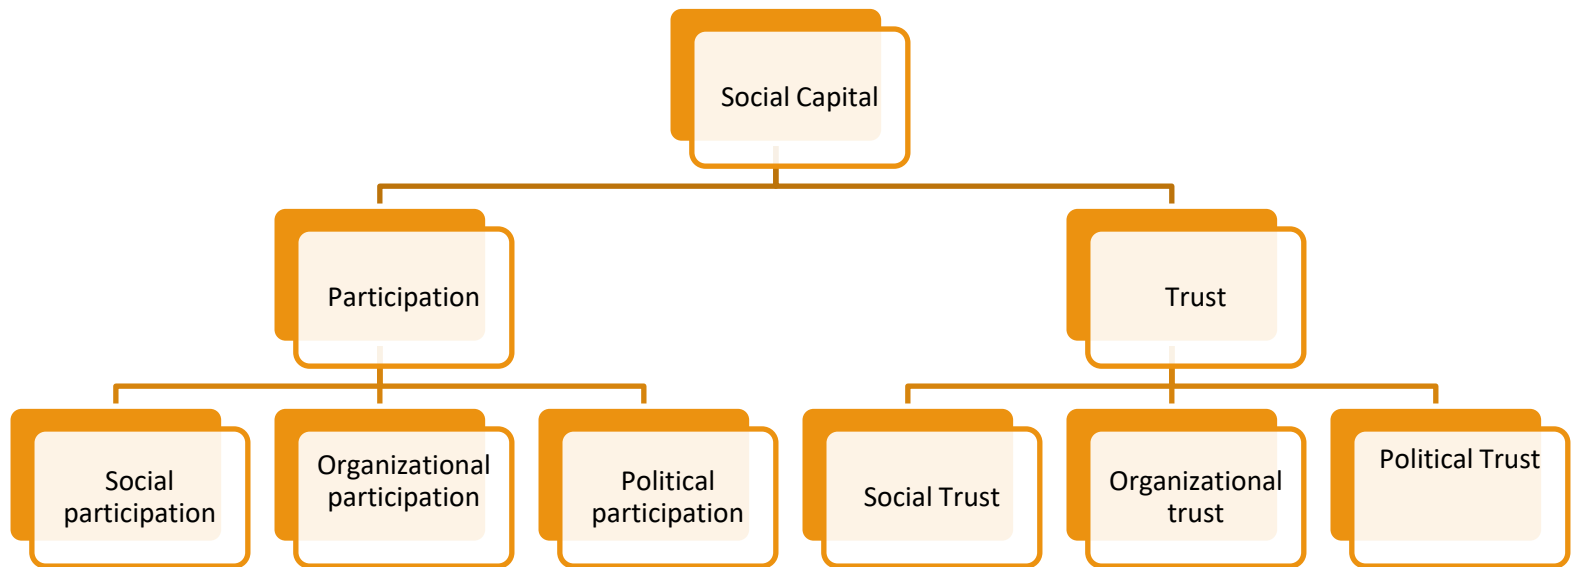 Social Capital
Participation
Trust
Social
participation
Organizational
participation
Political
participation
Social Trust
Organizational
trust
Political Trust